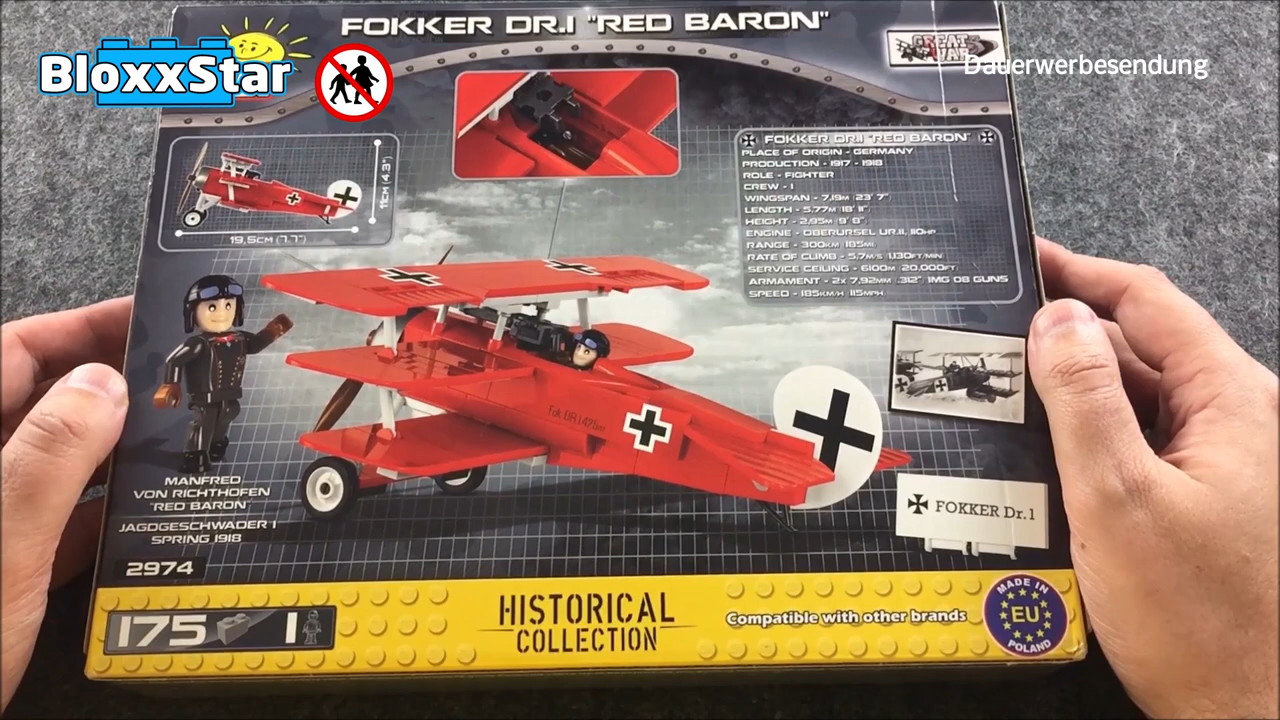 FOKKER DR.I "RED BARON"
GREAT WAR
BloxxStar
Dauerwerbesendung
11CM (4.3")
19,5CM (7.7")
FOKKER DR.I "RED BARON"
PLACE OF ORIGIN - GERMANY
PRODUCTION - 1917 - 1918
ROLE - FIGHTER
CREW - 1
WINGSPAN - 7,19M (23' 7"
LENGTH - 5.77M (18' 11"
HEIGHT - 2,95M (9' 8"
ENGINE - OBERURSEL UR.II, 110HP
RANGE - 300KM 185MI
RATE OF CLIMB - 5.7M/S 1,130FT/MIN
SERVICE CEILING - 6100M (20,000FT
ARMAMENT - 2X 7,92MM .312" 1MG 08 GUNS
SPEED - 185KM/H 115MPH
MANFRED
VON RICHTHOFEN
"RED BARON"
JAGDGESCHWADER I
SPRING 1918
FOKKER Dr.1
2974
175 1
HISTORICAL
COLLECTION
Compatible with other brands
MADE IN
EU
POLAND